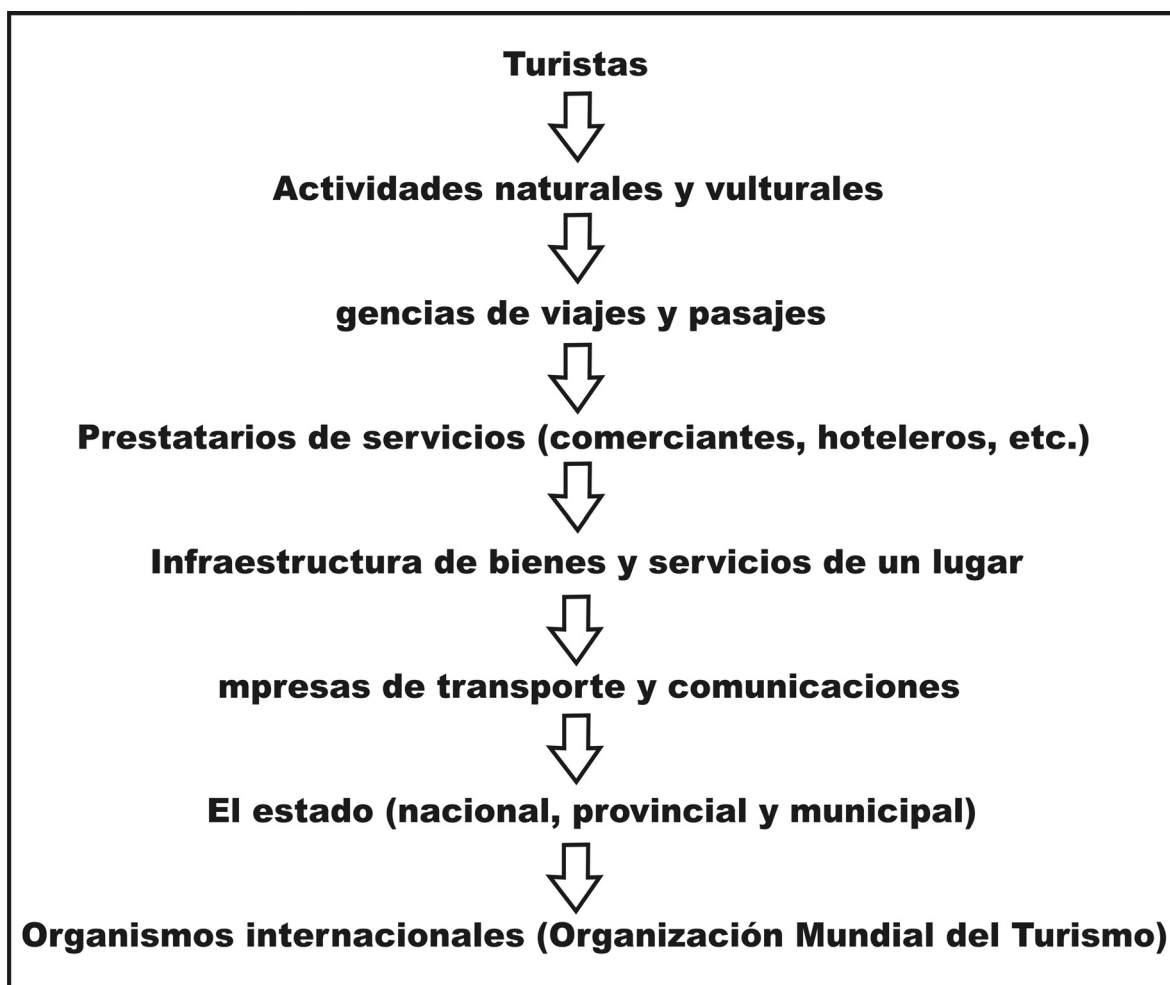 Turistas
Actividades naturales y vulturales
gencias de viajes y pasajes
Prestatarios de servicios (comerciantes, hoteleros, etc.)
Infraestructura de bienes y servicios de un lugar
mpresas de transporte y comunicaciones
El estado (nacional, provincial y municipal)
Organismos internacionales (Organización Mundial del Turismo)